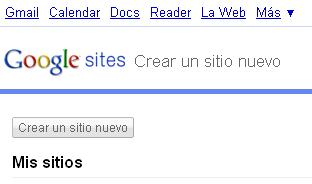 Gmail Calendar Docs Reader La Web Más ▼
Google sites Crear un sitio nuevo
Crear un sitio nuevo
Mis sitios